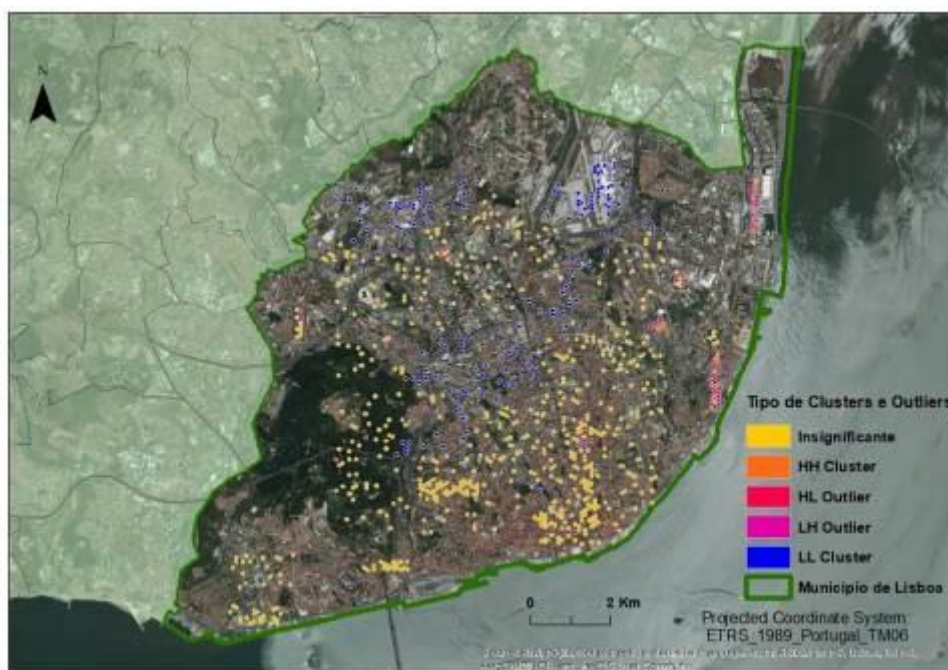 N
Tipo de Clusters e Outliers
Insignificante
HH Cluster
HL Outlier
LH Outlier
LL Cluster
Município de Lisboa
0 2 Km
Projected Coordinate System:
ETRS_1989_Portugal_TM06